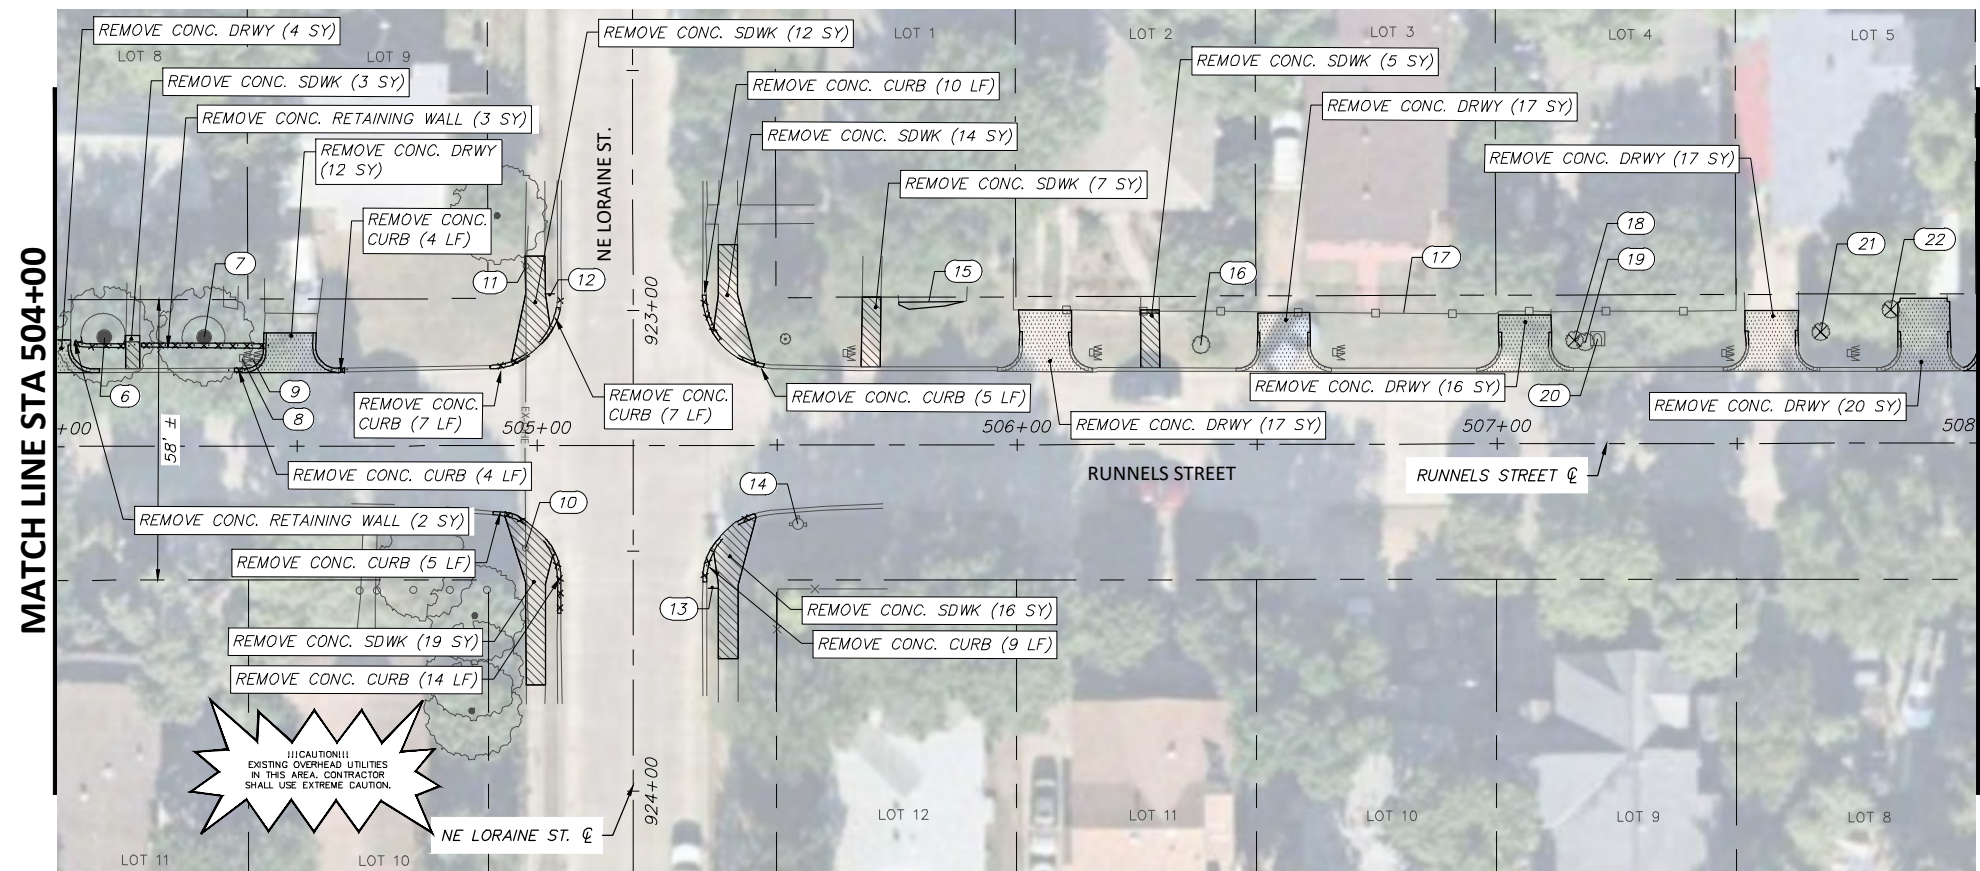 REMOVE CONC. DRWY (4 SY)
LOT 8
LOT 9
REMOVE CONC. SDWK (3 SY)
REMOVE CONC. RETAINING WALL (3 SY)
REMOVE CONC. DRWY
(12 SY)
REMOVE CONC.
CURB (4 LF)
REMOVE CONC. SDWK (12 SY)
NE LORAINE ST.
REMOVE CONC. CURB (10 LF)
REMOVE CONC. SDWK (14 SY)
LOT 1
REMOVE CONC. SDWK (7 SY)
LOT 2
REMOVE CONC. SDWK (5 SY)
LOT 3
REMOVE CONC. DRWY (17 SY)
LOT 4
REMOVE CONC. DRWY (17 SY)
LOT 5
7
11
12
15
16
17
18
19
21
22
923+00
WM
WM
WM
WM
WM
MATCH LINE STA 504+00
6
9
8
REMOVE CONC.
CURB (7 LF)
REMOVE CONC.
CURB (7 LF)
REMOVE CONC. CURB (5 LF)
REMOVE CONC. DRWY (16 SY)
20
REMOVE CONC. DRWY (20 SY)
REMOVE CONC. DRWY (17 SY)
+00
505+00
506+00
507+00
508
58' ±
REMOVE CONC. CURB (4 LF)
RUNNELS STREET
RUNNELS STREET ℄
14
10
REMOVE CONC. RETAINING WALL (2 SY)
REMOVE CONC. CURB (5 LF)
13
REMOVE CONC. SDWK (16 SY)
REMOVE CONC. SDWK (19 SY)
REMOVE CONC. CURB (9 LF)
REMOVE CONC. CURB (14 LF)
!!!CAUTION!!!
EXISTING OVERHEAD UTILITIES
IN THIS AREA. CONTRACTOR
SHALL USE EXTREME CAUTION.
924+00
NE LORAINE ST. ℄
LOT 12
LOT 11
LOT 10
LOT 9
LOT 8
LOT 11
LOT 10